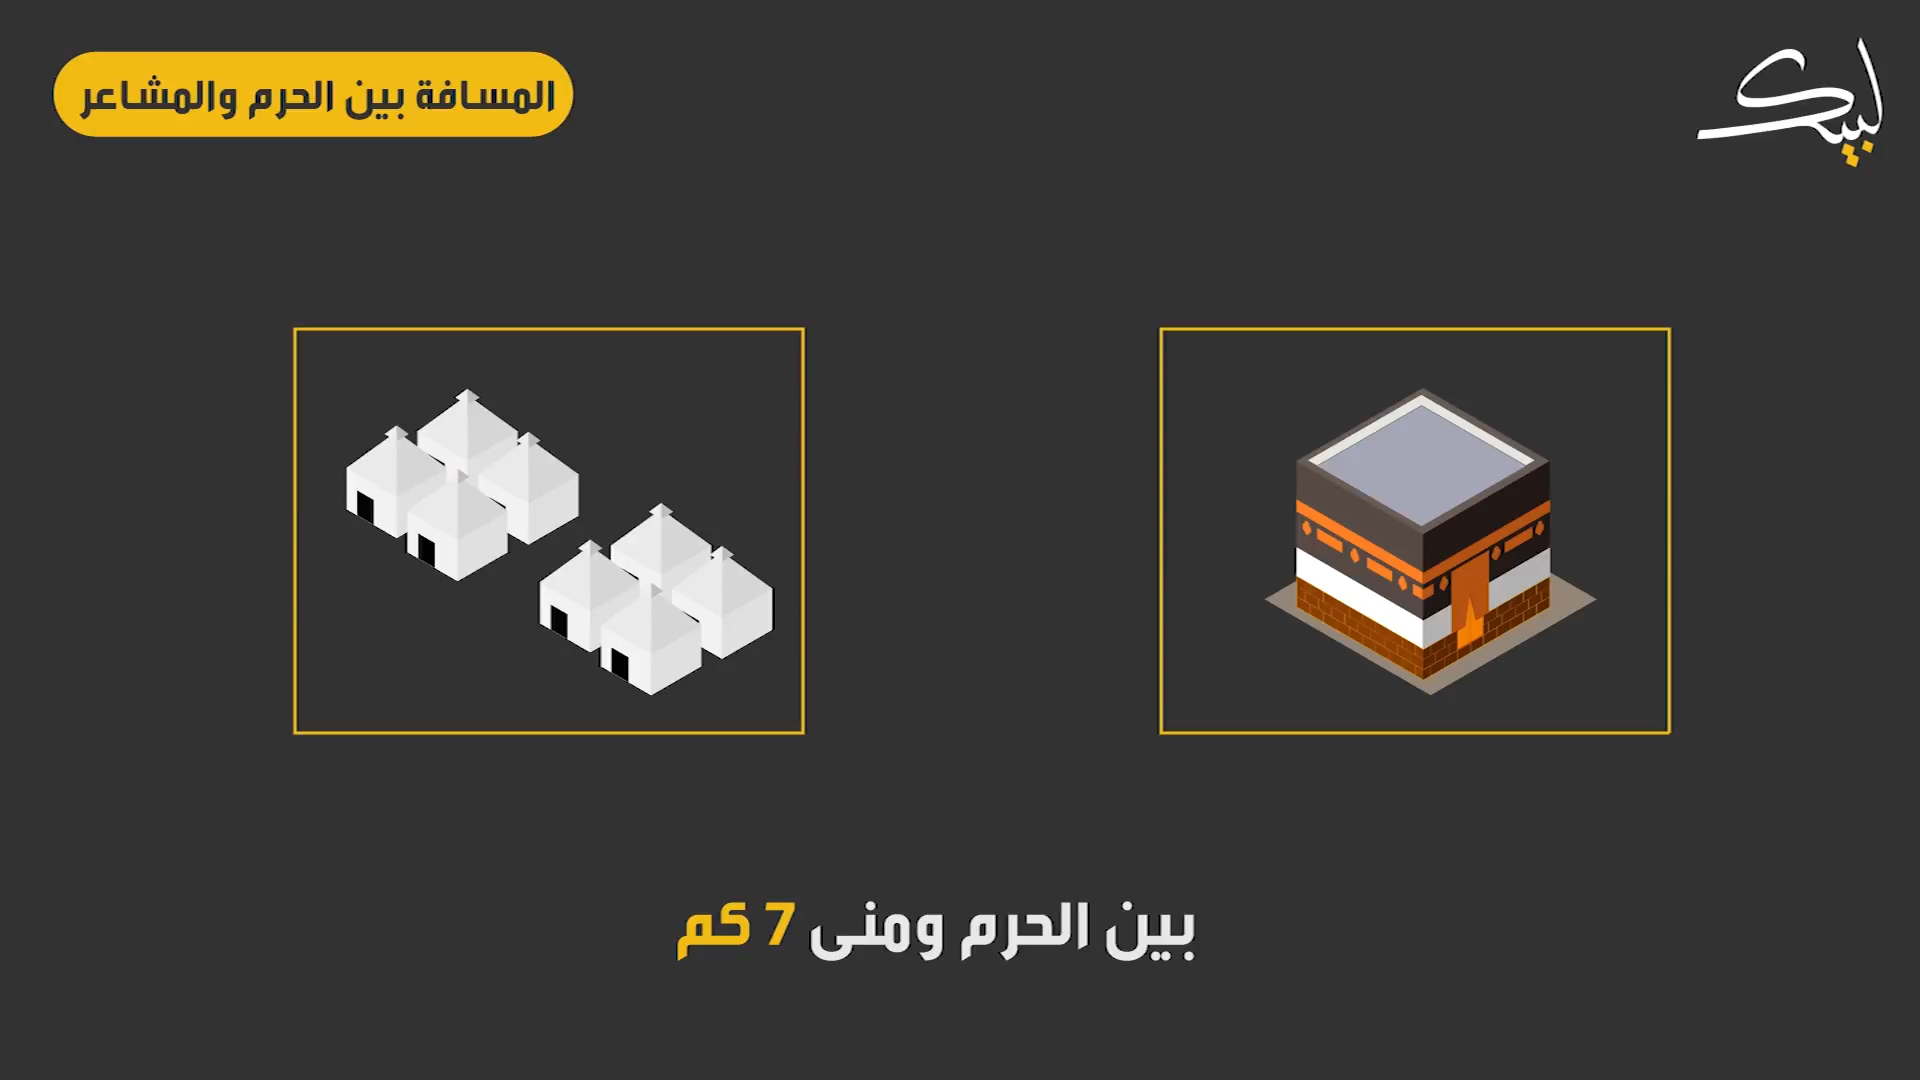 لبيك
المسافة بين الحرم والمشاعر
بين الحرم ومنى 7 كم